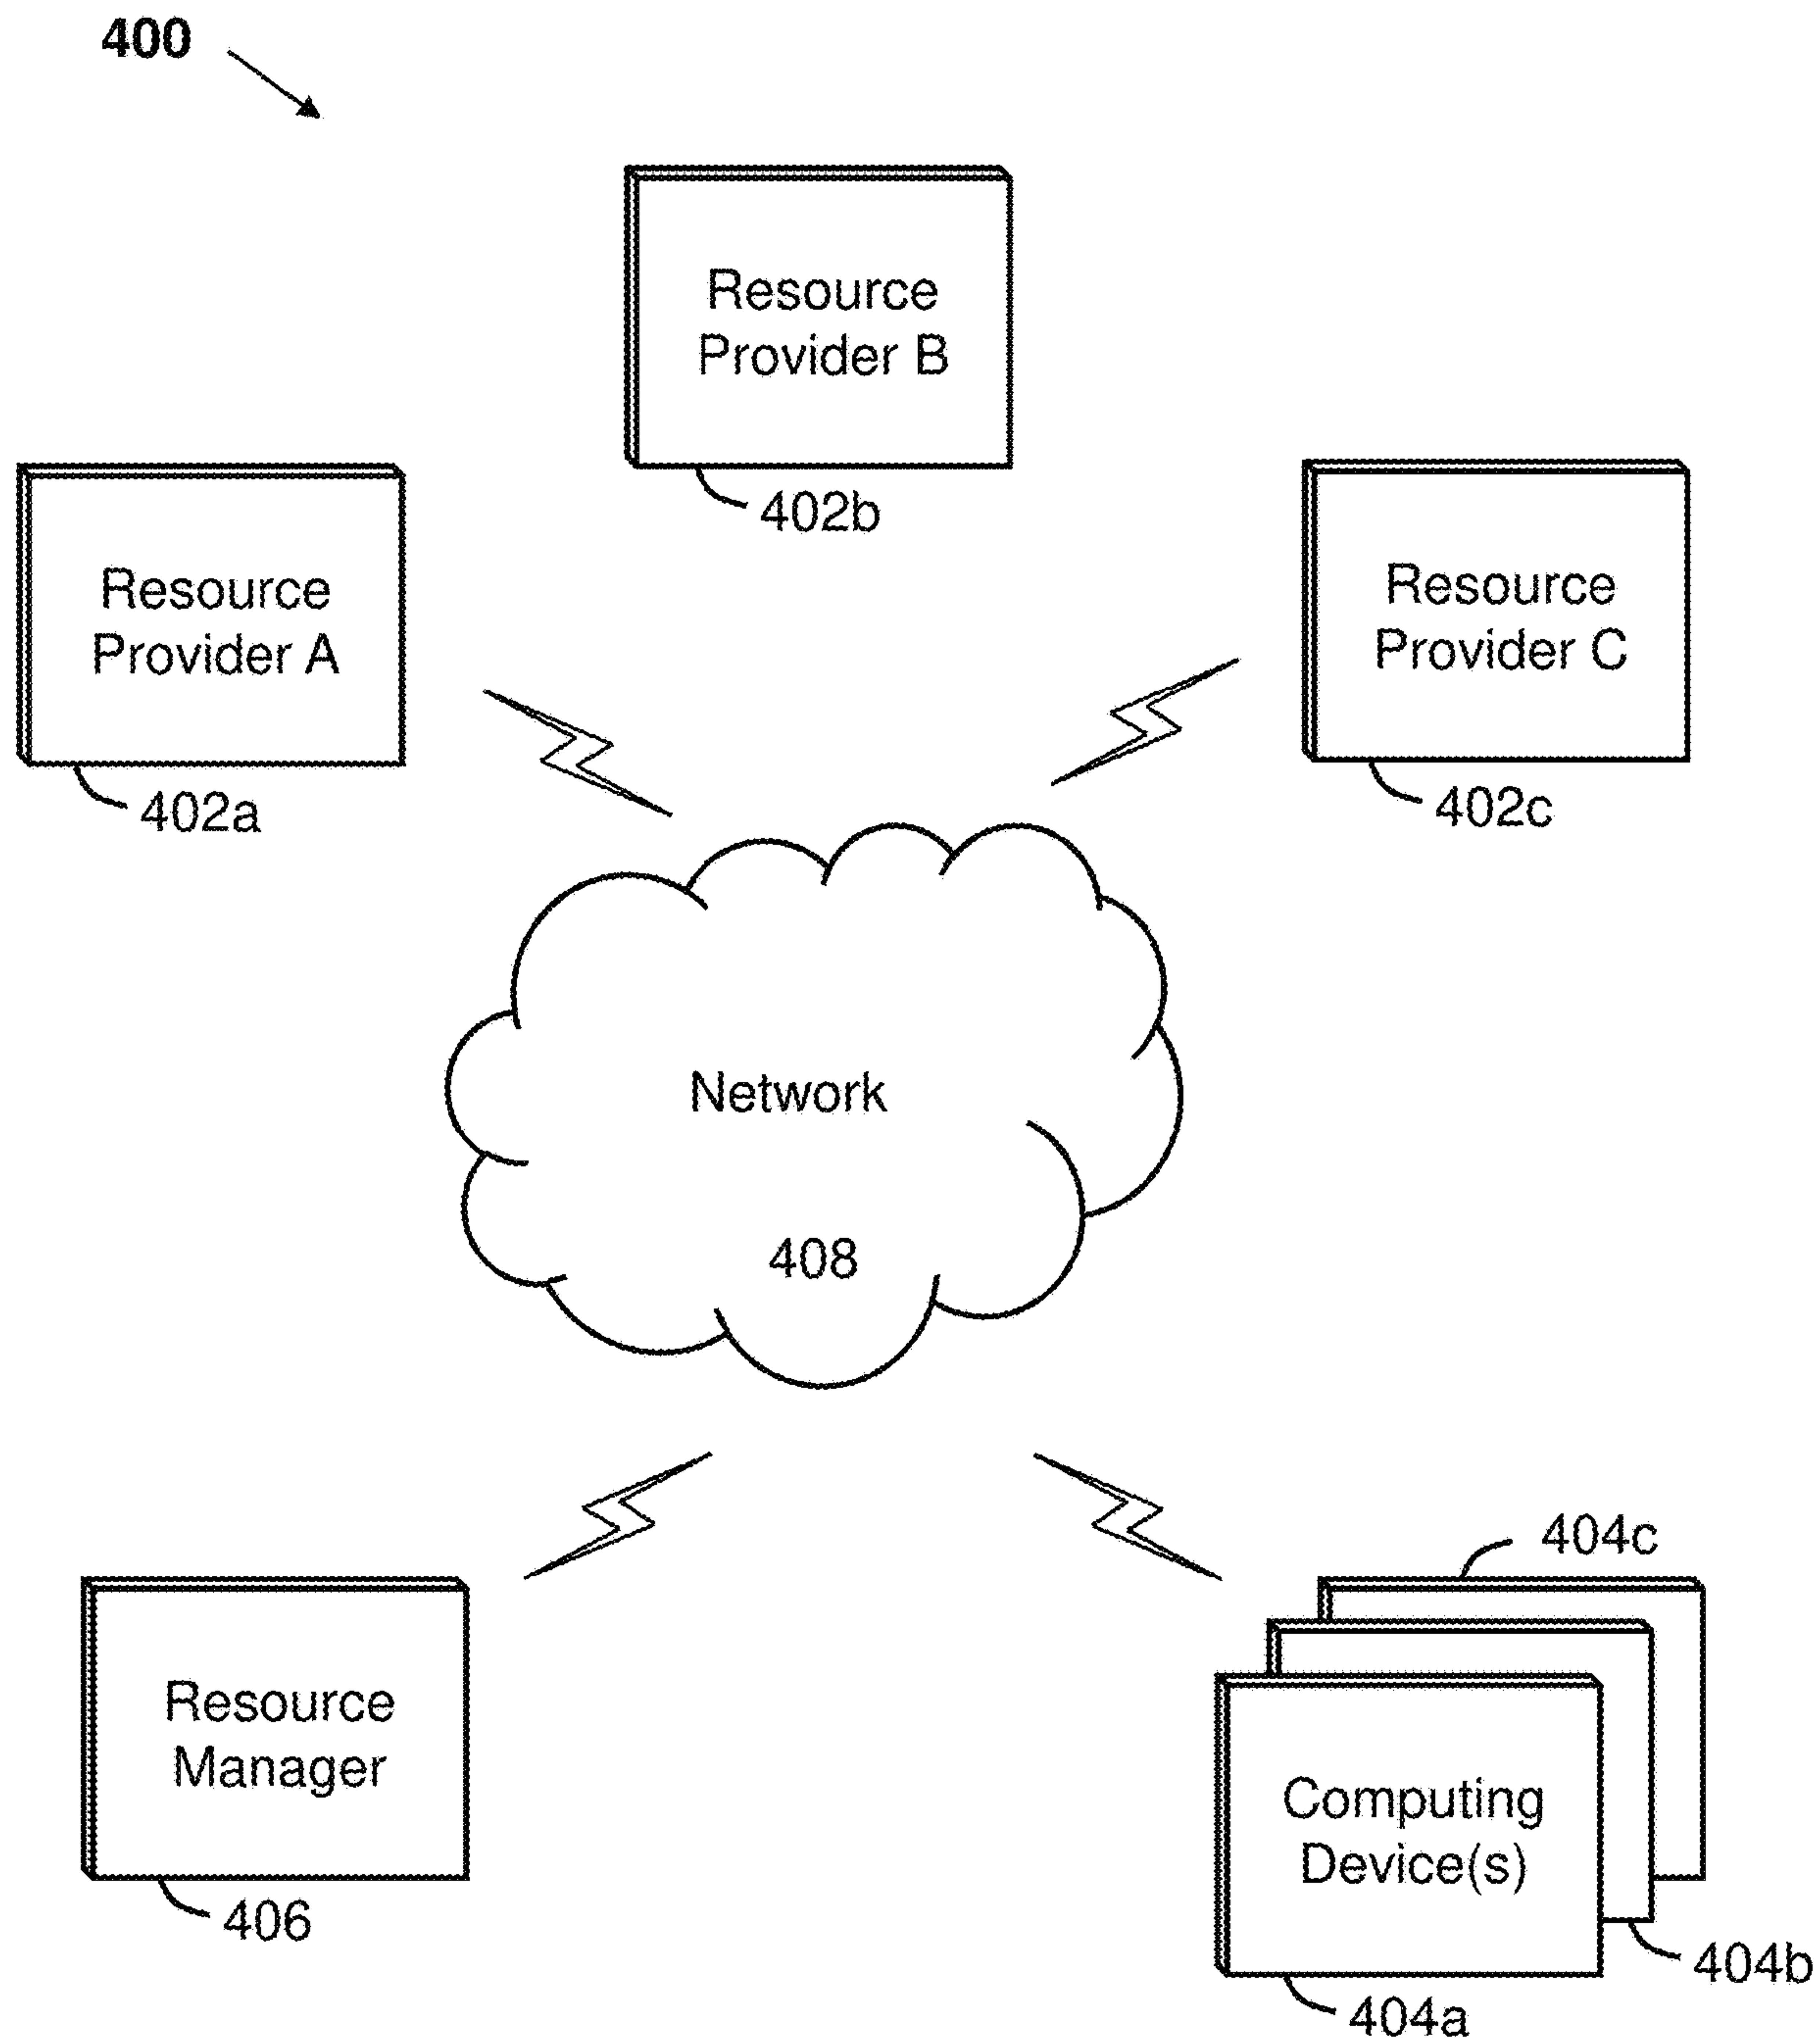 400
Resource
Provider B
402b
Resource
Provider A
402a
Resource
Provider C
402c
Network
408
Resource
Manager
406
404c
Computing
Device(s)
404b
404a